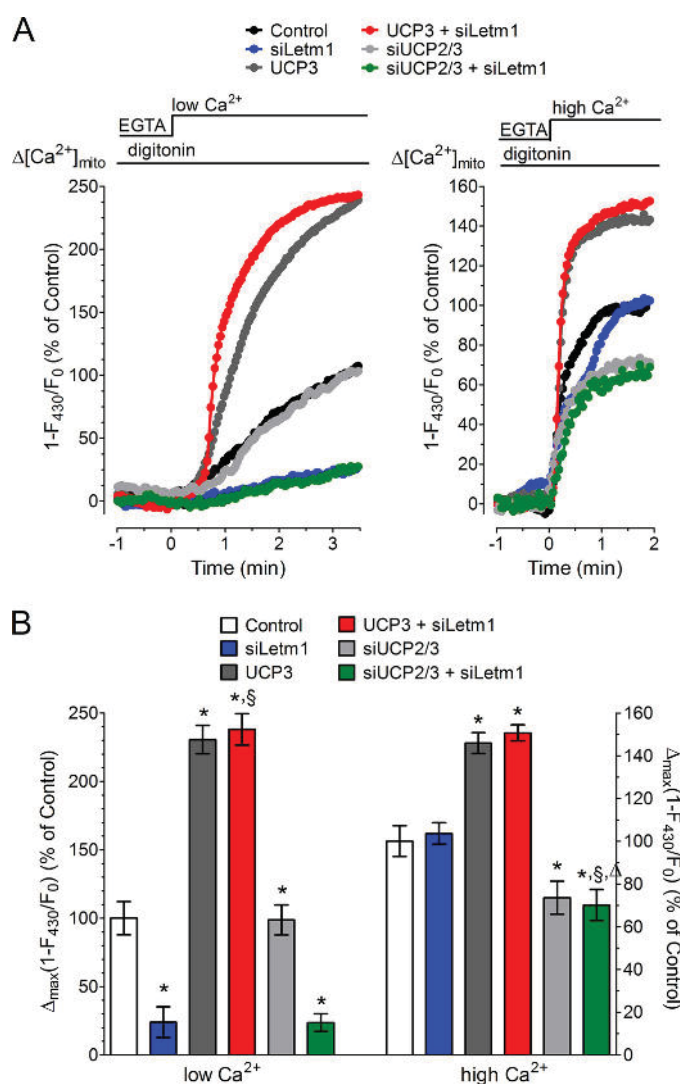 A
Control
UCP3 + siLetm1
siLetm1
siUCP2/3
UCP3
siUCP2/3 + siLetm1
low Ca²⁺
EGTA
digitonin
Δ[Ca²⁺]mito
250
200
150
100
50
0
1-F₄₃₀/F₀ (% of Control)
-1 0 1 2 3
Time (min)
high Ca²⁺
EGTA
digitonin
Δ[Ca²⁺]mito
160
140
120
100
80
60
40
20
0
1-F₄₃₀/F₀ (% of Control)
-1 0 1 2
Time (min)
B
Control
UCP3 + siLetm1
siLetm1
siUCP2/3
UCP3
siUCP2/3 + siLetm1
250
200
150
100
50
0
Δmax(1-F₄₃₀/F₀) (% of Control)
* * *,§ * *
* * * *,§,Δ
160
140
120
100
80
60
40
20
0
Δmax(1-F₄₃₀/F₀) (% of Control)
low Ca²⁺ high Ca²⁺